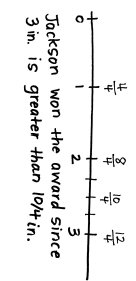 4/4 8/4 10/4 12/4
0 1 2 3
Jackson won the award since
3 in. is greater than 10/4 in.